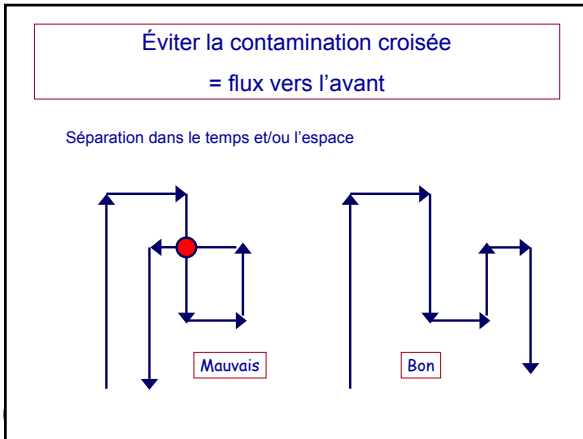 Éviter la contamination croisée
= flux vers l’avant
Séparation dans le temps et/ou l’espace
Mauvais
Bon